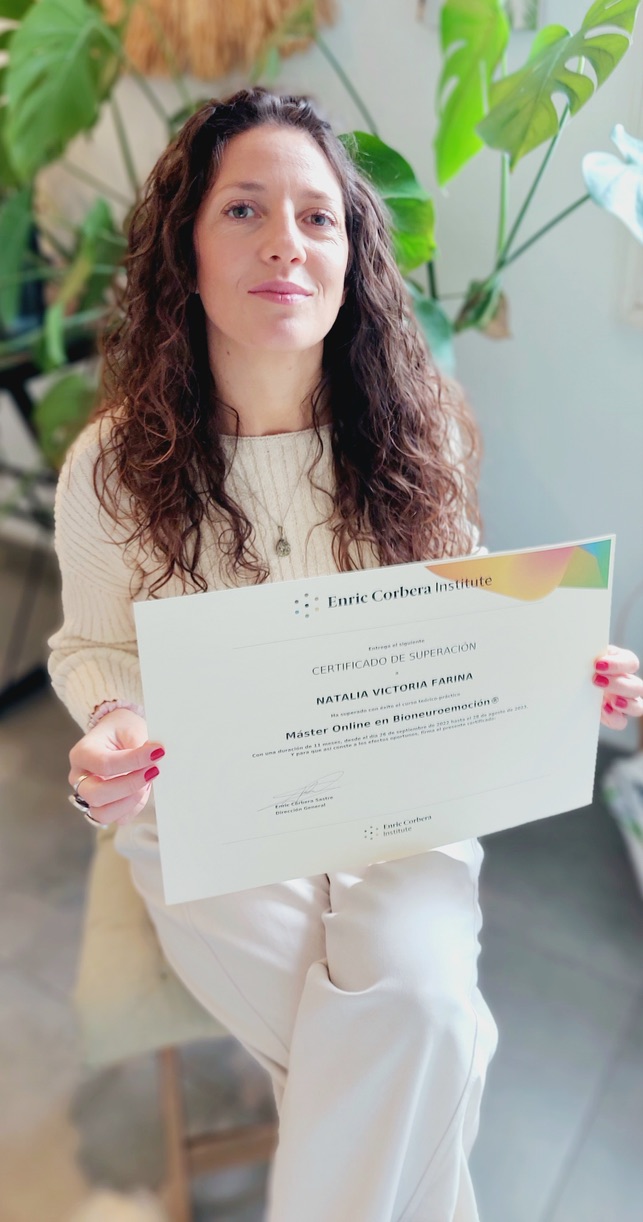 Enric Corbera Institute
Entrega el siguiente
CERTIFICADO DE SUPERACIÓN
a
NATALIA VICTORIA FARINA
Ha superado con éxito el curso teórico práctico
Máster Online en Bioneuroemoción®
Con una duración de 11 meses, desde el día 26 de septiembre de 2022 hasta el 28 de agosto de 2023.
Y para que así conste a los efectos oportunos, firmo el presente certificado.
Enric Corbera Sastre
Dirección General
Enric Corbera
Institute